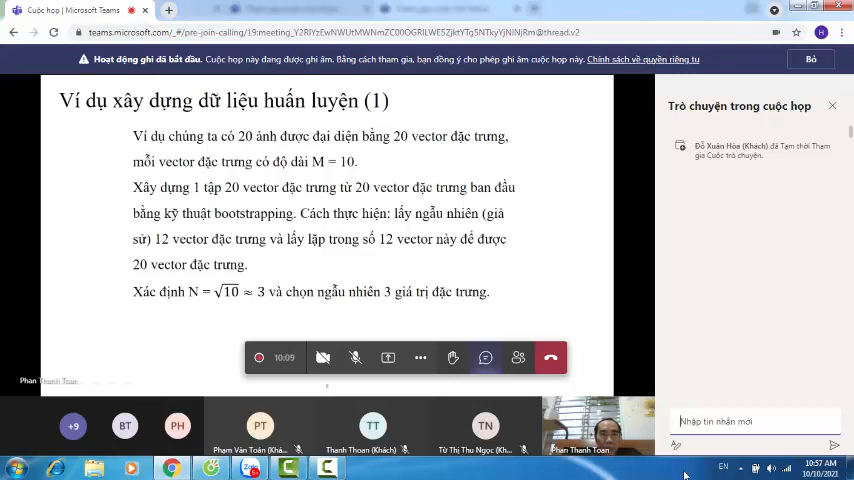 Cuộc họp | Microsoft Teams
teams.microsoft.com/_#/pre-join-calling/19:meeting_Y2RJYzEwNWUtMWNmZC00OGRlLWE5ZjktYTg5NTkyYjNlNjRm@thread.v2
Hoạt động ghi đã bắt đầu. Cuộc họp này đang được ghi âm. Bằng cách tham gia, bạn đồng ý cho phép ghi âm cuộc họp này. Chính sách về quyền riêng tư
Bỏ
Ví dụ xây dựng dữ liệu huấn luyện (1)
Ví dụ chúng ta có 20 ảnh được đại diện bằng 20 vector đặc trưng,
mỗi vector đặc trưng có độ dài M = 10.
Xây dựng 1 tập 20 vector đặc trưng từ 20 vector đặc trưng ban đầu
bằng kỹ thuật bootstrapping. Cách thực hiện: lấy ngẫu nhiên (giả
sử) 12 vector đặc trưng và lấy lặp trong số 12 vector này để được
20 vector đặc trưng.
Xác định N = √10 ≈ 3 và chọn ngẫu nhiên 3 giá trị đặc trưng.
10:09
Phan Thanh Toan
+9
BT
PH
PT
TT
TN
Phạm Văn Toán (Khá...
Thanh Thoan (Khách)
Từ Thị Thu Ngọc (Kh...
Phan Thanh Toan
Trò chuyện trong cuộc họp
Đỗ Xuân Hòa (Khách) đã Tạm thời Tham
gia Cuộc trò chuyện.
Nhập tin nhắn mới
H
Zalo
EN
10:57 AM
10/10/2021